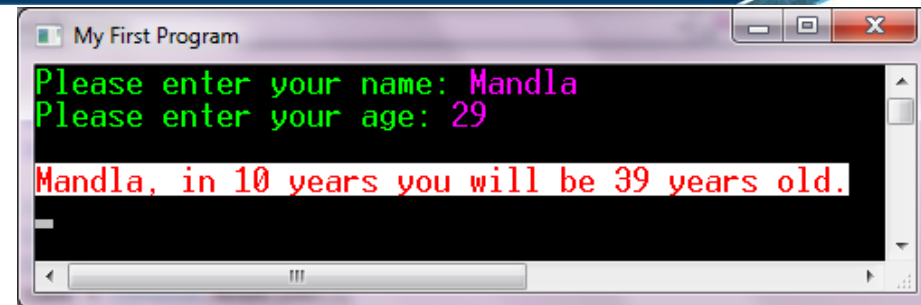 My First Program
Please enter your name: Mandla
Please enter your age: 29
Mandla, in 10 years you will be 39 years old.